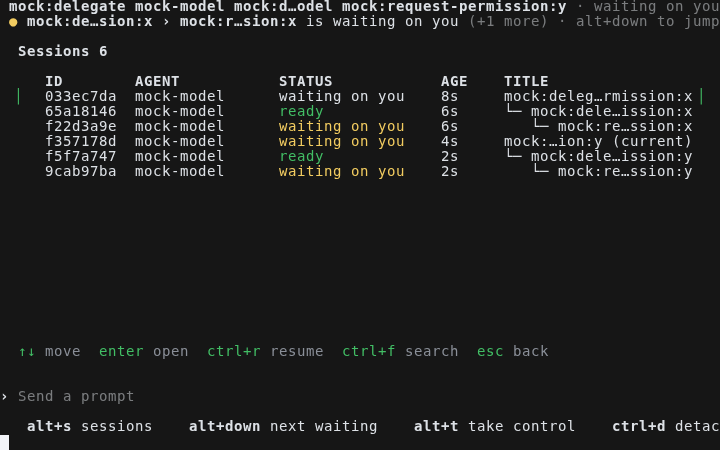 mock:delegate mock-model mock:d…odel mock:request-permission:y · waiting on you
● mock:de…sion:x › mock:r…sion:x is waiting on you (+1 more) · alt+down to jump
Sessions 6
ID AGENT STATUS AGE TITLE
033ec7da mock-model waiting on you 8s mock:deleg…rmission:x
65a18146 mock-model ready 6s └─ mock:dele…ission:x
f22d3a9e mock-model waiting on you 6s └─ mock:re…ssion:x
f357178d mock-model waiting on you 4s mock:…ion:y (current)
f5f7a747 mock-model ready 2s └─ mock:dele…ission:y
9cab97ba mock-model waiting on you 2s └─ mock:re…ssion:y
↑↓ move enter open ctrl+r resume ctrl+f search esc back
› Send a prompt
alt+s sessions alt+down next waiting alt+t take control ctrl+d detac